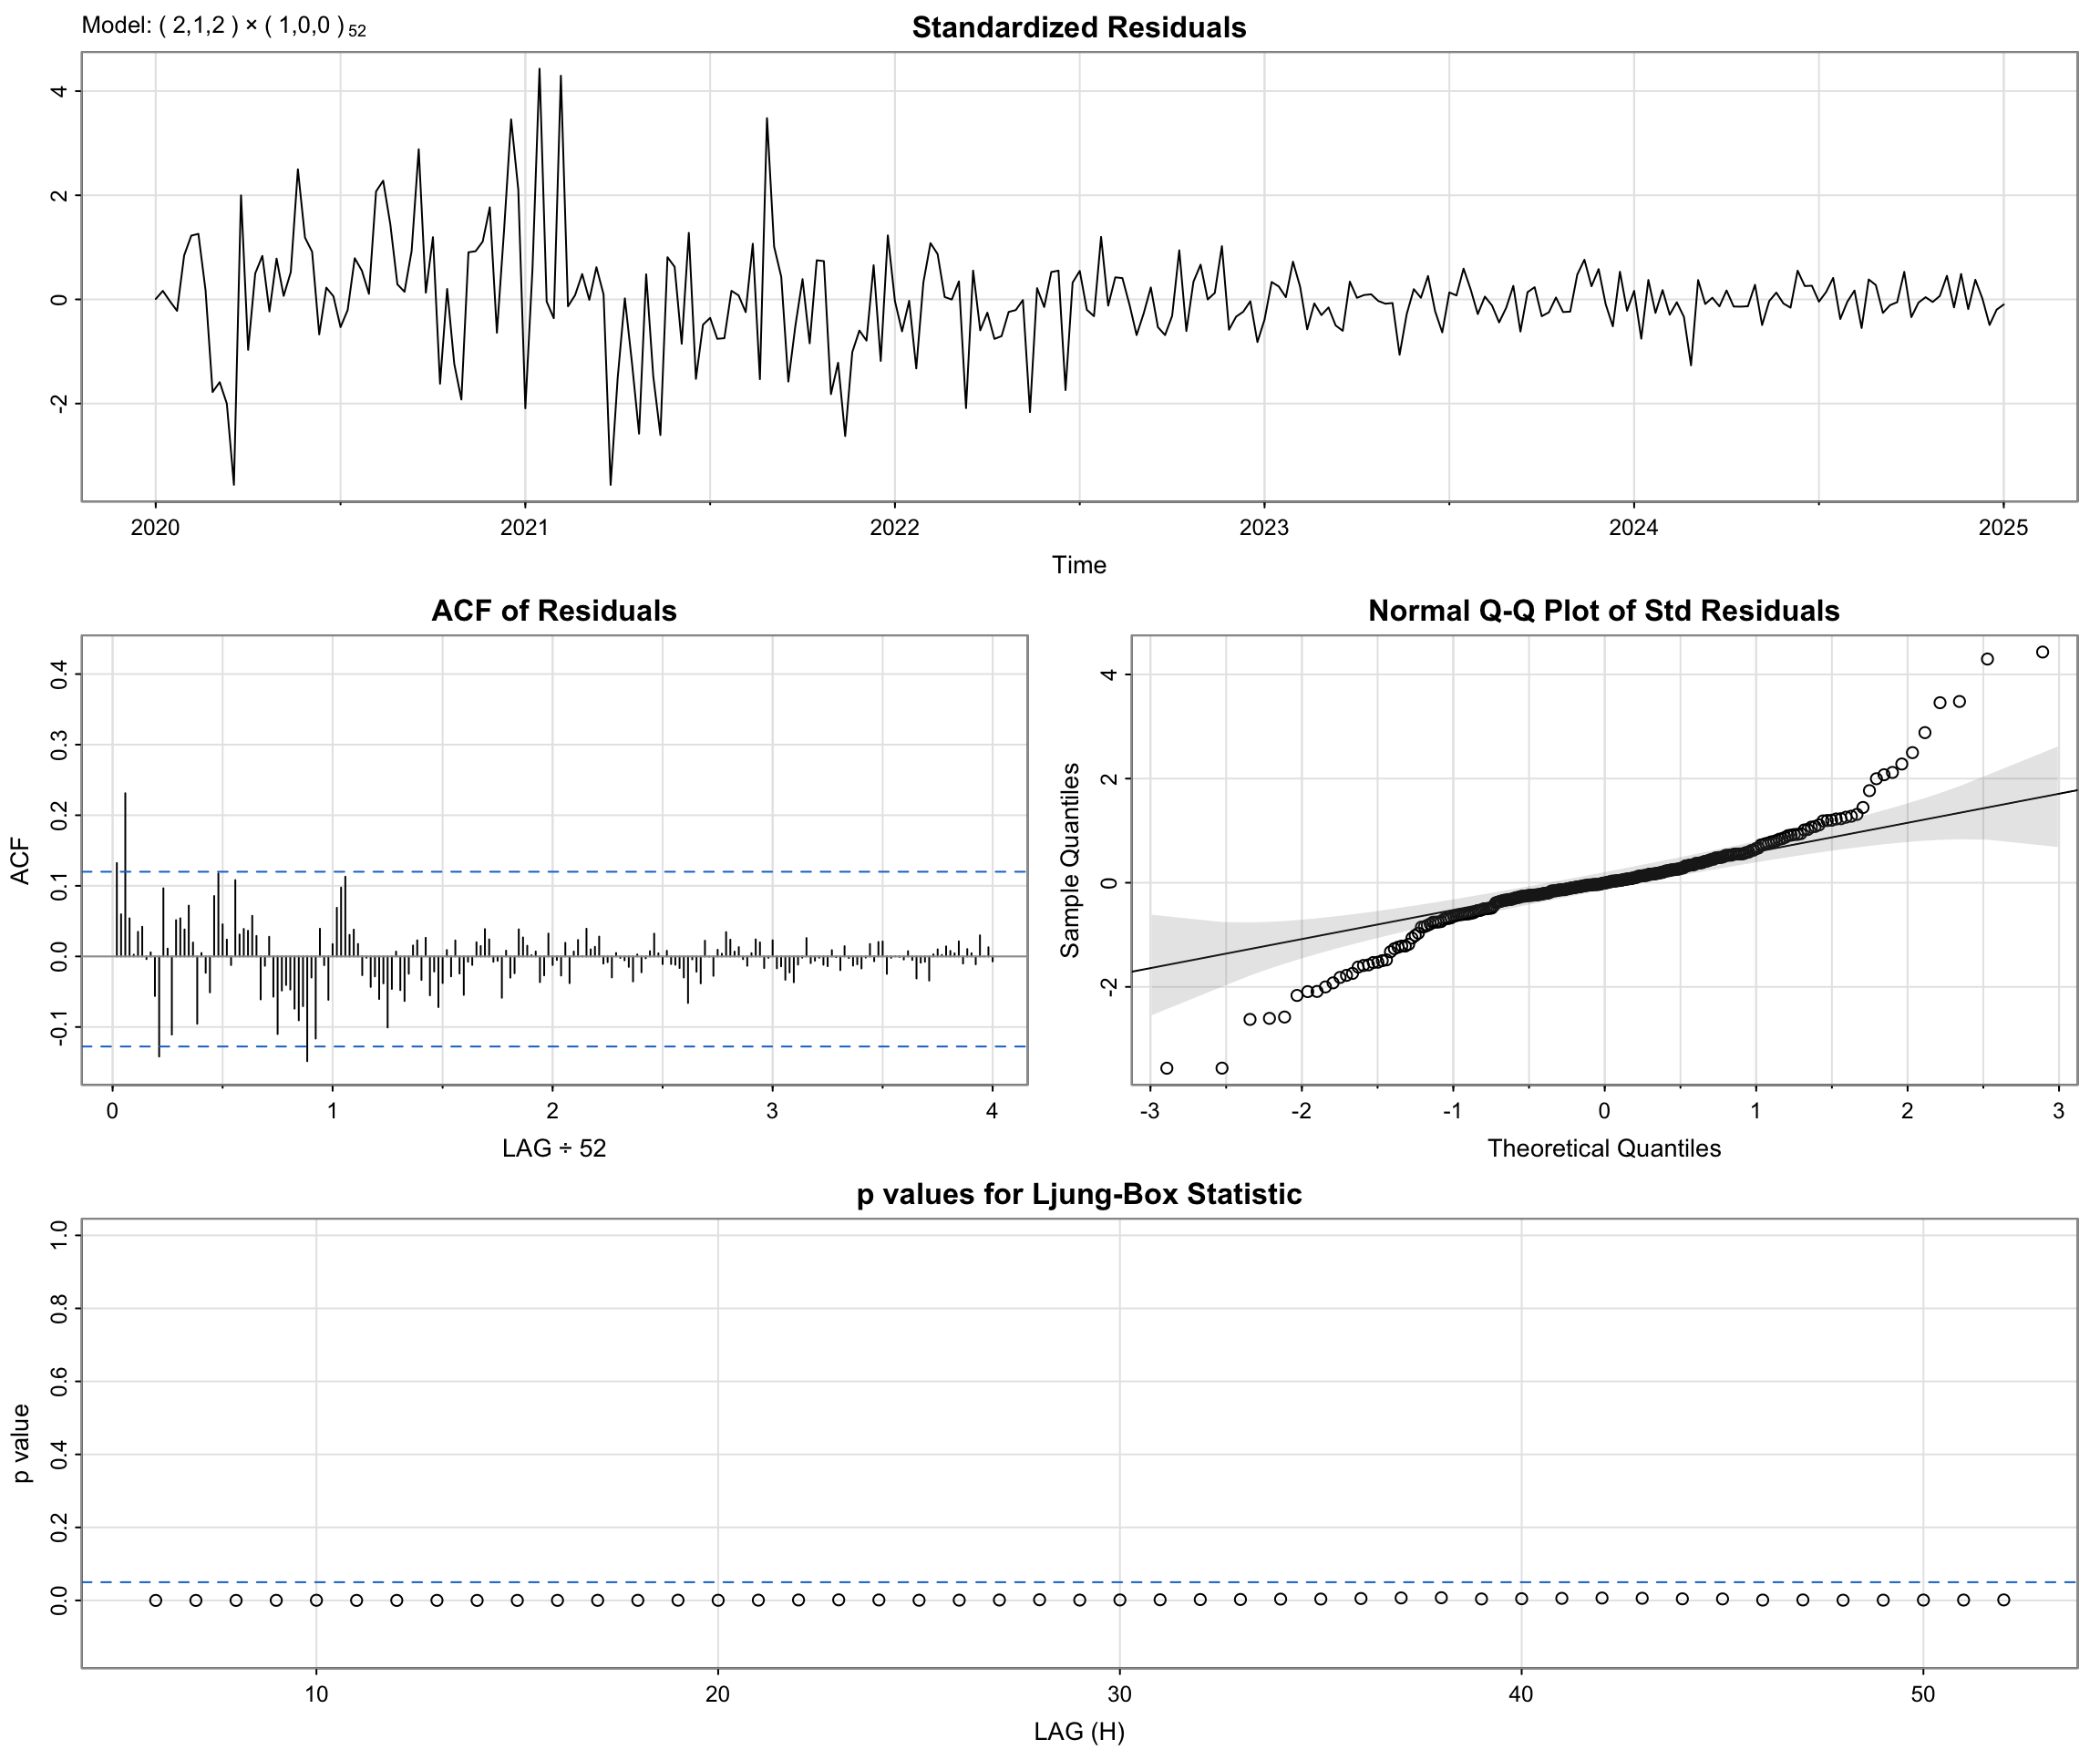 Model: ( 2,1,2 ) × ( 1,0,0 ) 52
Standardized Residuals
4
2
0
-2
2020 2021 2022 2023 2024 2025
Time
ACF of Residuals
ACF
0.4
0.3
0.2
0.1
0.0
-0.1
0 1 2 3 4
LAG ÷ 52
Normal Q-Q Plot of Std Residuals
Sample Quantiles
4
2
0
-2
-3 -2 -1 0 1 2 3
Theoretical Quantiles
p values for Ljung-Box Statistic
p value
1.0
0.8
0.6
0.4
0.2
0.0
10 20 30 40 50
LAG (H)